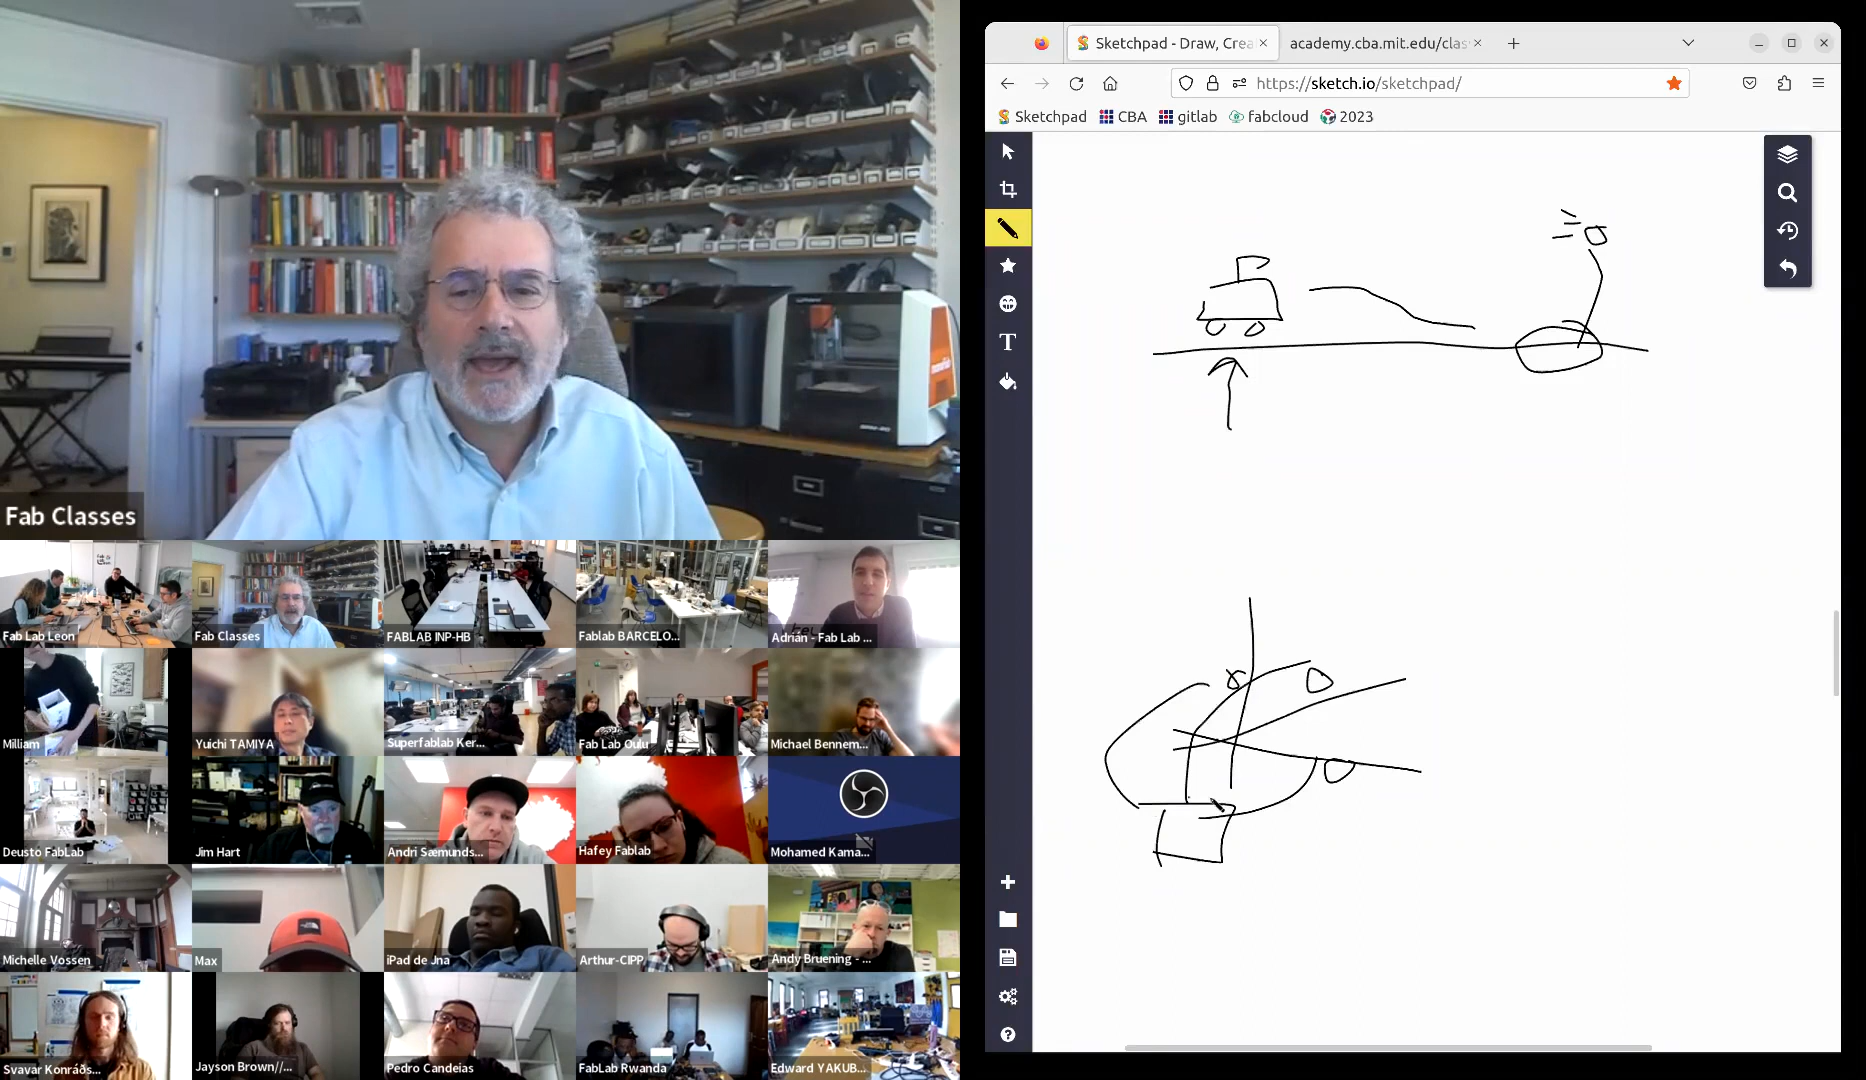 Fab Classes
Fab Lab Leon
Fab Classes
FABLAB INP-HB
Fablab BARCELO...
Adrián - Fab Lab ...
Milliam
Yuichi TAMIYA
Superfablab Ker...
Fab Lab Oulu
Michael Bennem...
Deusto FabLab
Jim Hart
Andri Sæmunds...
Hafey Fablab
Mohamed Kama...
Michelle Vossen
Max
iPad de Jna
Arthur-CIPP
Andy Bruening - ...
Svavar Konráðs...
Jayson Brown//...
Pedro Candeias
FabLab Rwanda
Edward YAKUB...
Sketchpad - Draw, Crea
academy.cba.mit.edu/clas
https://sketch.io/sketchpad/
Sketchpad CBA gitlab fabcloud 2023
T